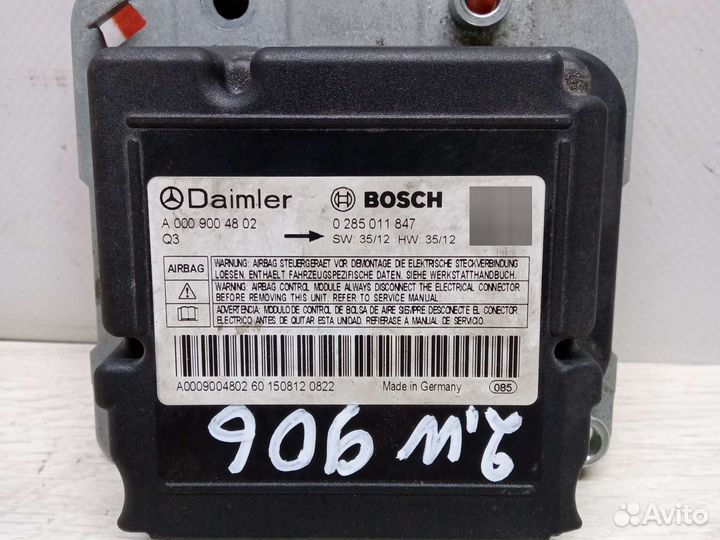 Daimler BOSCH
A 000 900 48 02 0 285 011 847
Q3 SW: 35/12 HW: 35/12
AIRBAG
WARNUNG: AIRBAG STEUERGERAET VOR DEMONTAGE DIE ELEKTRISCHE STECKVERBINDUNG
LOESEN. ENTHAELT FAHRZEUGSPEZIFISCHE DATEN. SIEHE WERKSTATTHANDBUCH.
WARNING: AIRBAG CONTROL MODULE ALWAYS DISCONNECT THE ELECTRICAL CONNECTOR
BEFORE REMOVING THIS UNIT. REFER TO SERVICE MANUAL.
ADVERTENCIA: MODULO DE CONTROL DE BOLSA DE AIRE SIEMPRE DESCONECTE EL CONECTOR
ELECTRICO ANTES DE QUITAR ESTA UNIDAD. REFIERASE A MANUAL DE SERVICIO.
A0009004802 60 150812 0822 Made in Germany 085
906
Avito